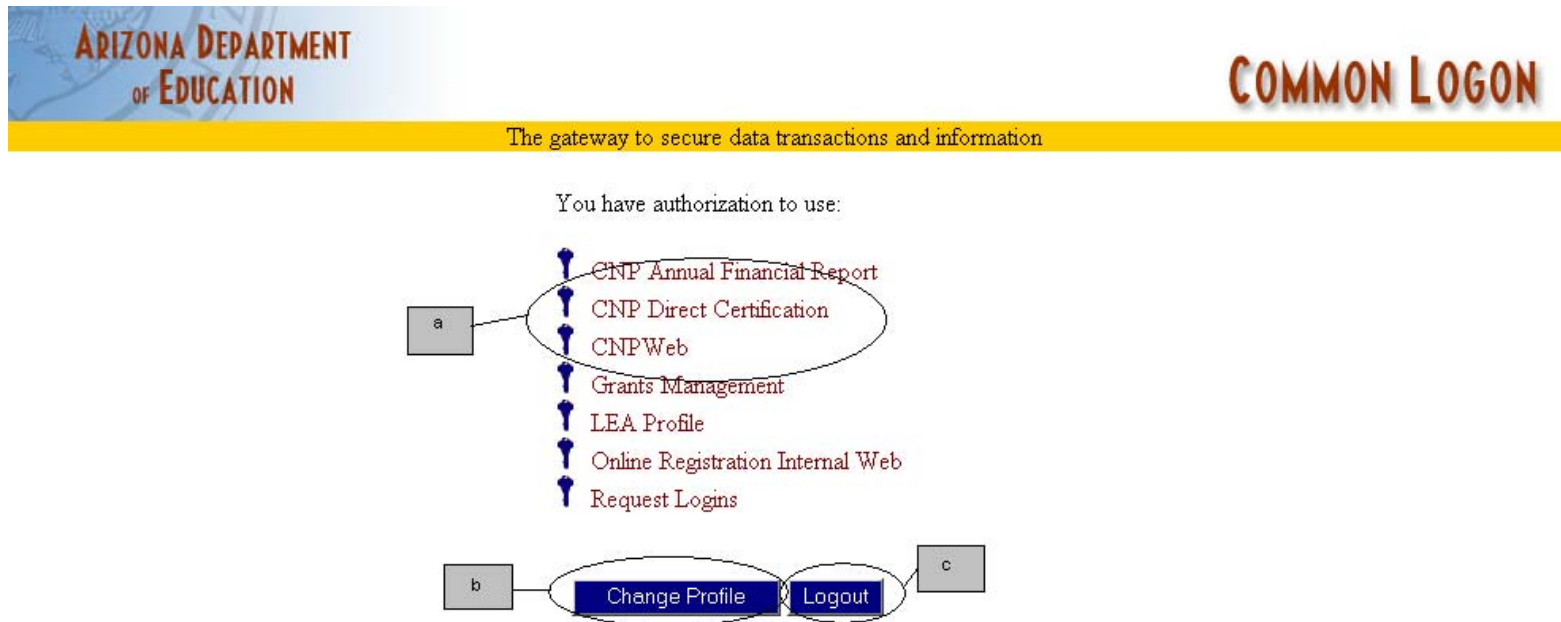 ARIZONA DEPARTMENT
OF EDUCATION
COMMON LOGON
The gateway to secure data transactions and information
You have authorization to use:
CNP Annual Financial Report
a
CNP Direct Certification
CNPWeb
Grants Management
LEA Profile
Online Registration Internal Web
Request Logins
b
Change Profile
Logout
c